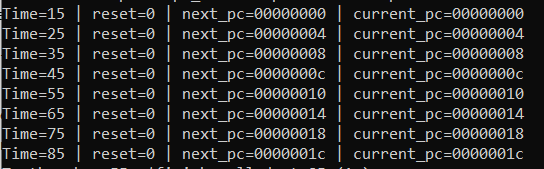 Time=15 | reset=0 | next_pc=00000000 | current_pc=00000000
Time=25 | reset=0 | next_pc=00000004 | current_pc=00000004
Time=35 | reset=0 | next_pc=00000008 | current_pc=00000008
Time=45 | reset=0 | next_pc=0000000c | current_pc=0000000c
Time=55 | reset=0 | next_pc=00000010 | current_pc=00000010
Time=65 | reset=0 | next_pc=00000014 | current_pc=00000014
Time=75 | reset=0 | next_pc=00000018 | current_pc=00000018
Time=85 | reset=0 | next_pc=0000001c | current_pc=0000001c